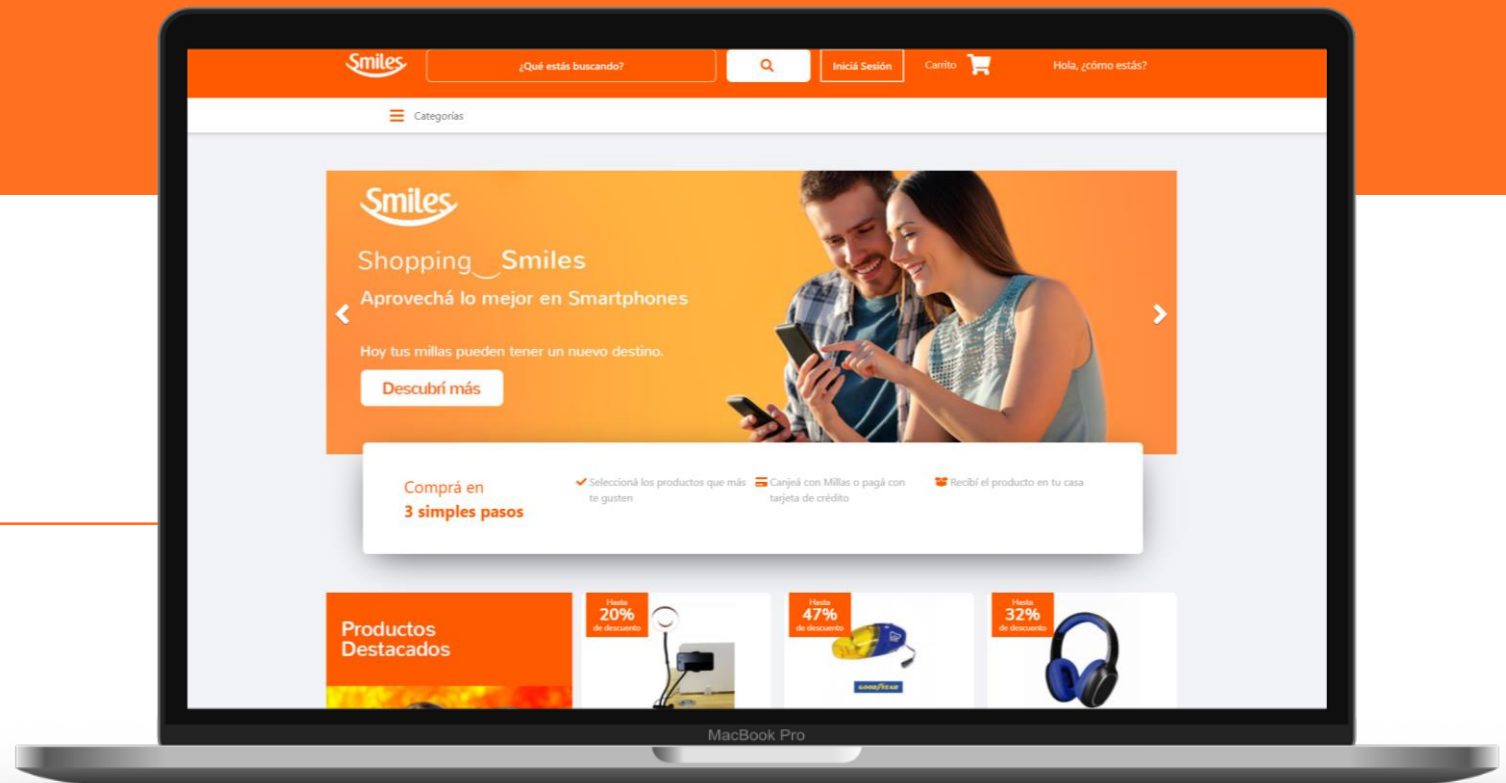 Smiles
¿Qué estás buscando?
Iniciá Sesión
Carrito
Hola, ¿cómo estás?
Categorías
Smiles
Shopping Smiles
Aprovechá lo mejor en Smartphones
Hoy tus millas pueden tener un nuevo destino.
Descubrí más
Comprá en
3 simples pasos
Seleccioná los productos que más
te gusten
Canjeá con Millas o pagá con
tarjeta de crédito
Recibí el producto en tu casa
Productos
Destacados
Hasta
20%
de descuento
Hasta
47%
de descuento
GOODYEAR
Hasta
32%
de descuento
MacBook Pro